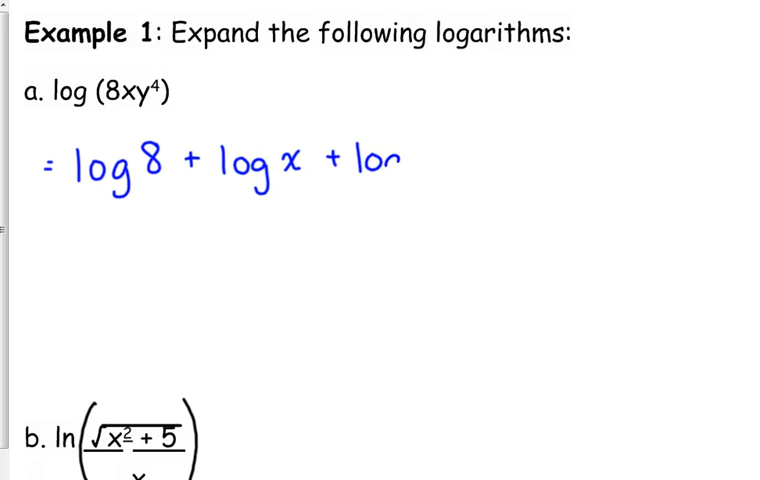 Example 1: Expand the following logarithms:
a. log (8xy⁴)
= log 8 + log x + lo
b. ln(√x² + 5
x
)